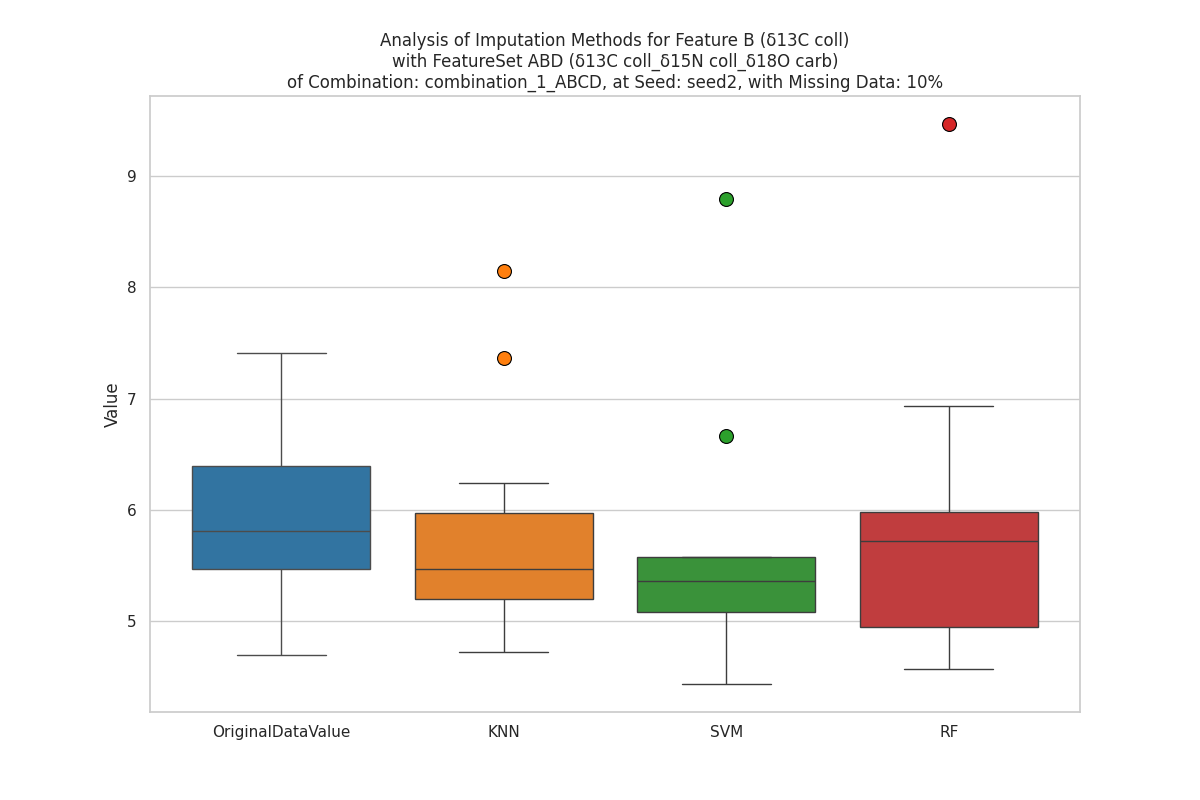 Analysis of Imputation Methods for Feature B (δ13C coll)
with FeatureSet ABD (δ13C coll_δ15N coll_δ18O carb)
of Combination: combination_1_ABCD, at Seed: seed2, with Missing Data: 10%
9
8
7
6
5
Value
OriginalDataValue
KNN
SVM
RF